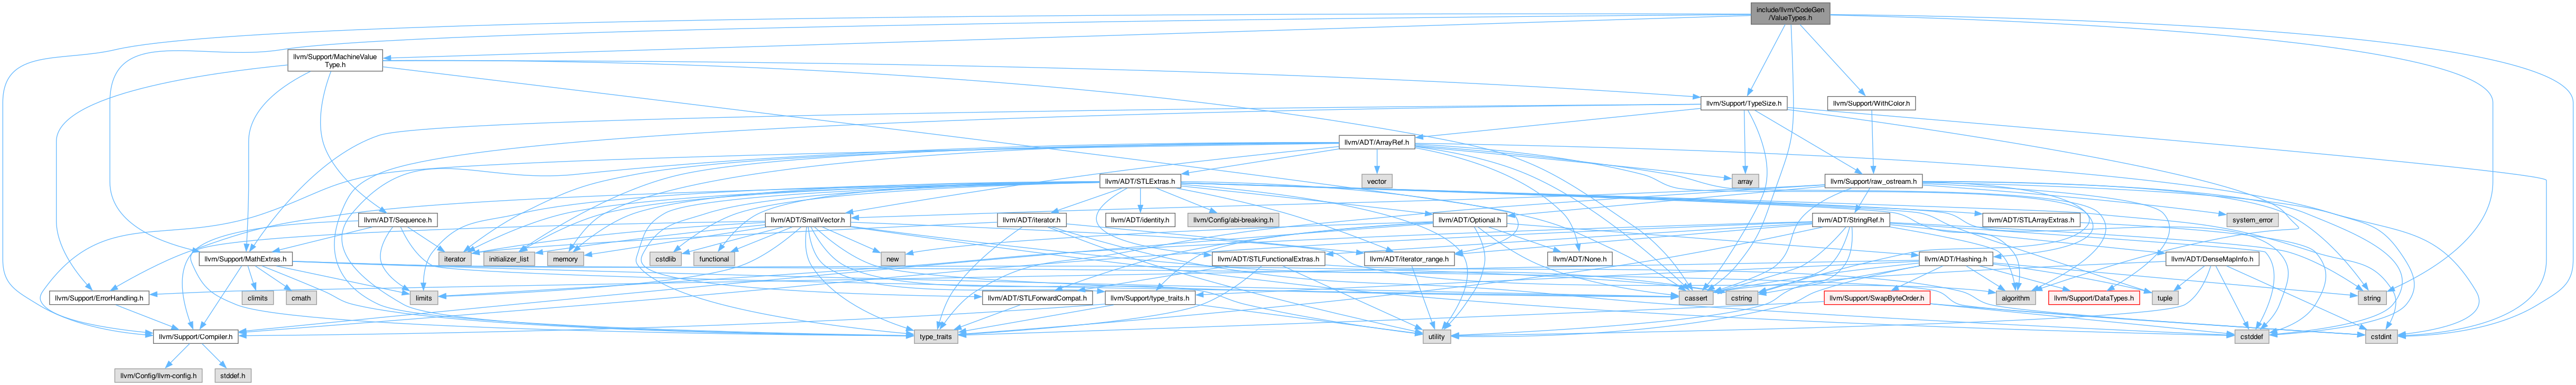 include/llvm/CodeGen
/ValueTypes.h
llvm/Support/MachineValue
Type.h
llvm/Support/TypeSize.h
llvm/Support/WithColor.h
llvm/ADT/ArrayRef.h
llvm/ADT/STLExtras.h
vector
array
llvm/Support/raw_ostream.h
llvm/ADT/Sequence.h
llvm/ADT/SmallVector.h
llvm/ADT/iterator.h
llvm/ADT/identity.h
llvm/Config/abi-breaking.h
llvm/ADT/Optional.h
llvm/ADT/StringRef.h
llvm/ADT/STLArrayExtras.h
system_error
llvm/Support/MathExtras.h
iterator
initializer_list
memory
cstdlib
functional
new
llvm/ADT/STLFunctionalExtras.h
llvm/ADT/iterator_range.h
llvm/ADT/None.h
llvm/ADT/Hashing.h
llvm/ADT/DenseMapInfo.h
llvm/Support/ErrorHandling.h
climits
cmath
limits
llvm/ADT/STLForwardCompat.h
llvm/Support/type_traits.h
cassert
cstring
llvm/Support/SwapByteOrder.h
algorithm
llvm/Support/DataTypes.h
tuple
string
llvm/Support/Compiler.h
type_traits
utility
cstddef
cstdint
llvm/Config/llvm-config.h
stddef.h